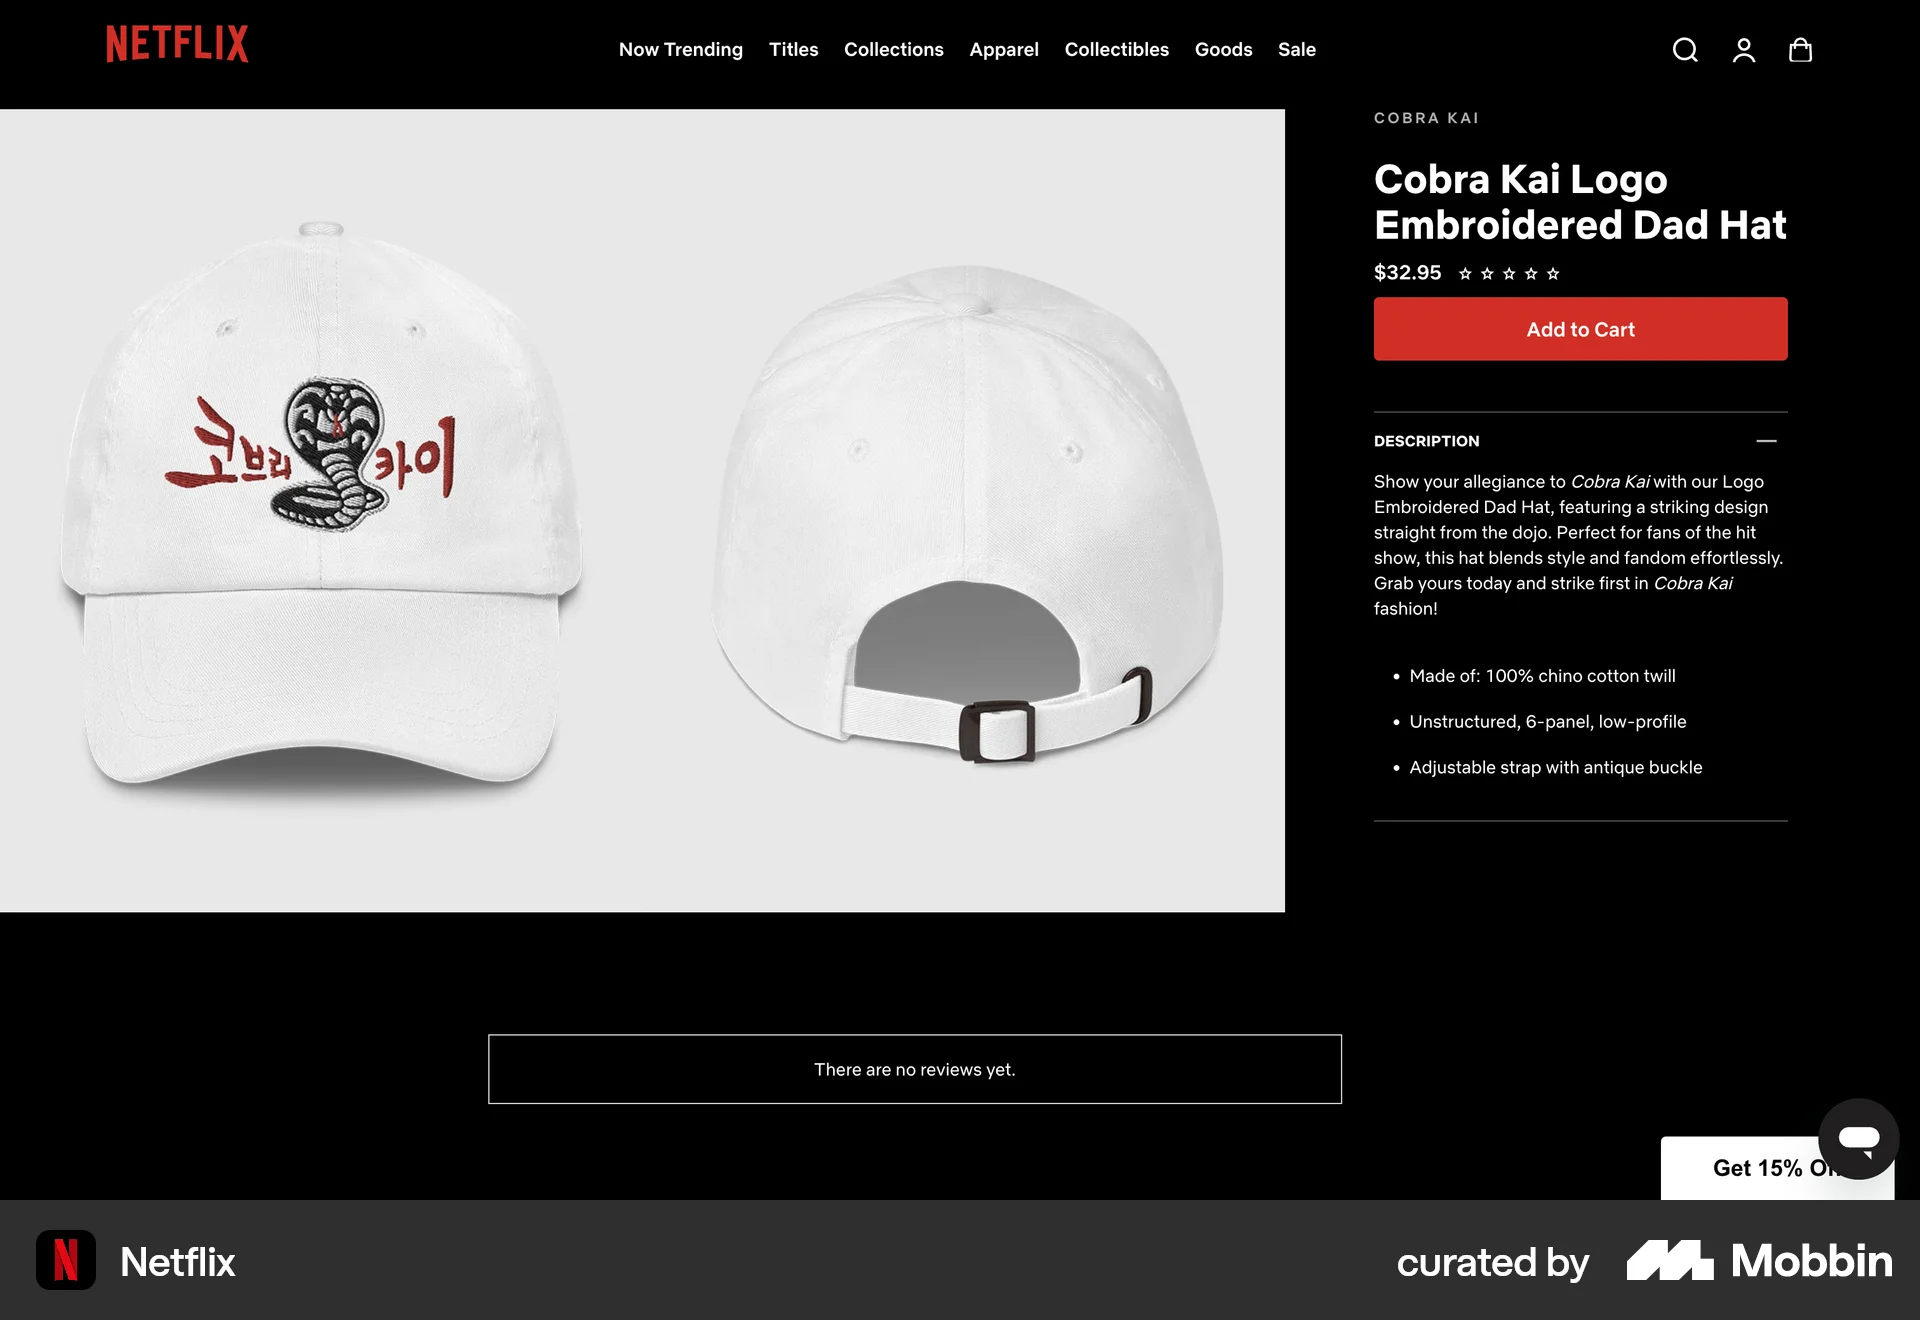 NETFLIX
Now Trending Titles Collections Apparel Collectibles Goods Sale
코브라 카이
COBRA KAI
Cobra Kai Logo
Embroidered Dad Hat
$32.95
Add to Cart
DESCRIPTION
Show your allegiance to Cobra Kai with our Logo
Embroidered Dad Hat, featuring a striking design
straight from the dojo. Perfect for fans of the hit
show, this hat blends style and fandom effortlessly.
Grab yours today and strike first in Cobra Kai
fashion!
• Made of: 100% chino cotton twill
• Unstructured, 6-panel, low-profile
• Adjustable strap with antique buckle
There are no reviews yet.
Get 15%
N Netflix
curated by Mobbin